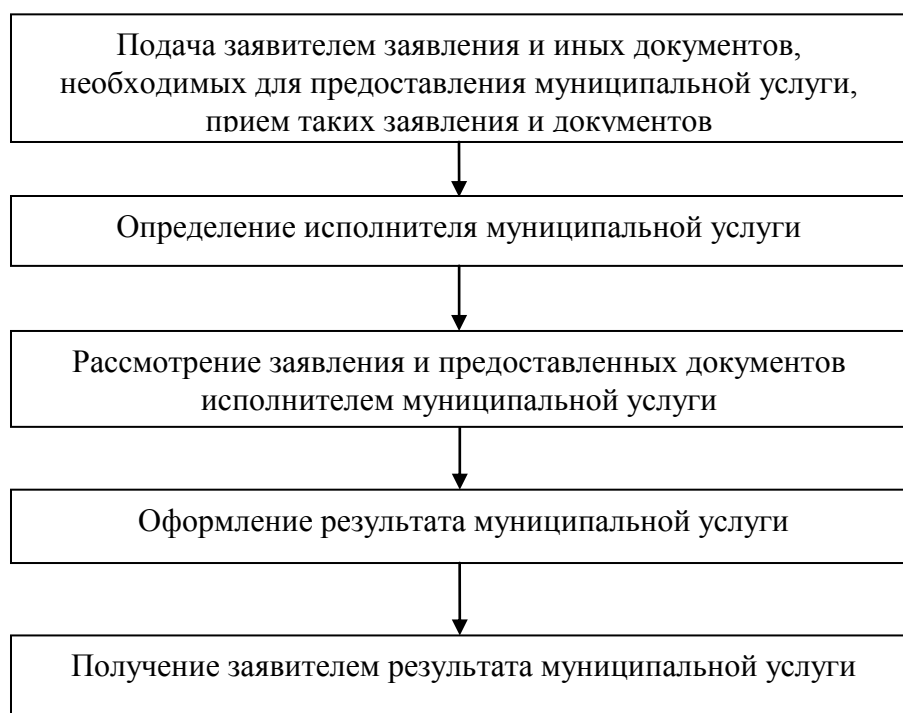 Подача заявителем заявления и иных документов,
необходимых для предоставления муниципальной услуги,
прием таких заявления и документов
Определение исполнителя муниципальной услуги
Рассмотрение заявления и предоставленных документов
исполнителем муниципальной услуги
Оформление результата муниципальной услуги
Получение заявителем результата муниципальной услуги